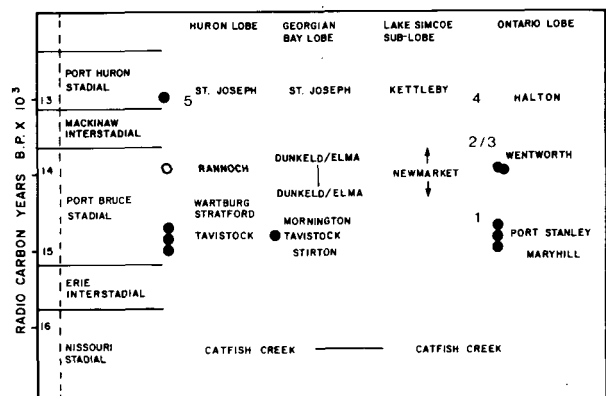 HURON LOBE
GEORGIAN
BAY LOBE
LAKE SIMCOE
SUB-LOBE
ONTARIO LOBE
RADIO CARBON YEARS B.P. X 10³
PORT HURON
STADIAL
13
5
ST. JOSEPH
ST. JOSEPH
KETTLEBY
4
HALTON
MACKINAW
INTERSTADIAL
2/3
14
RANNOCH
DUNKELD/ELMA
DUNKELD/ELMA
NEWMARKET
WENTWORTH
PORT BRUCE
STADIAL
WARTBURG
STRATFORD
TAVISTOCK
MORNINGTON
TAVISTOCK
STIRTON
1
PORT STANLEY
MARYHILL
15
ERIE
INTERSTADIAL
16
NISSOURI
STADIAL
CATFISH CREEK
CATFISH CREEK